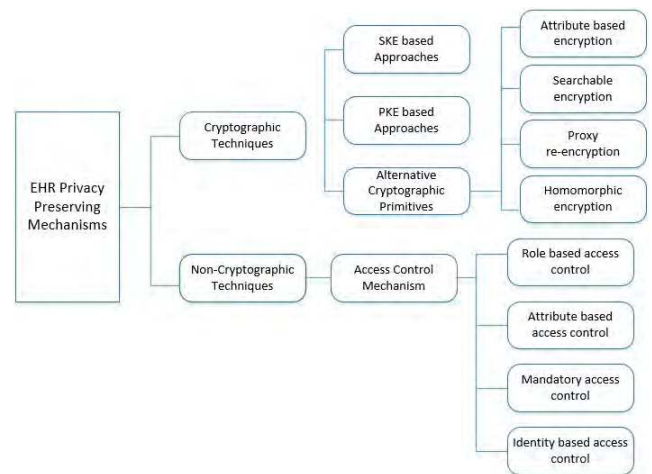 EHR Privacy
Preserving
Mechanisms
Cryptographic
Techniques
SKE based
Approaches
PKE based
Approaches
Alternative
Cryptographic
Primitives
Attribute based
encryption
Searchable
encryption
Proxy
re-encryption
Homomorphic
encryption
Non-Cryptographic
Techniques
Access Control
Mechanism
Role based access
control
Attribute based
access control
Mandatory access
control
Identity based access
control